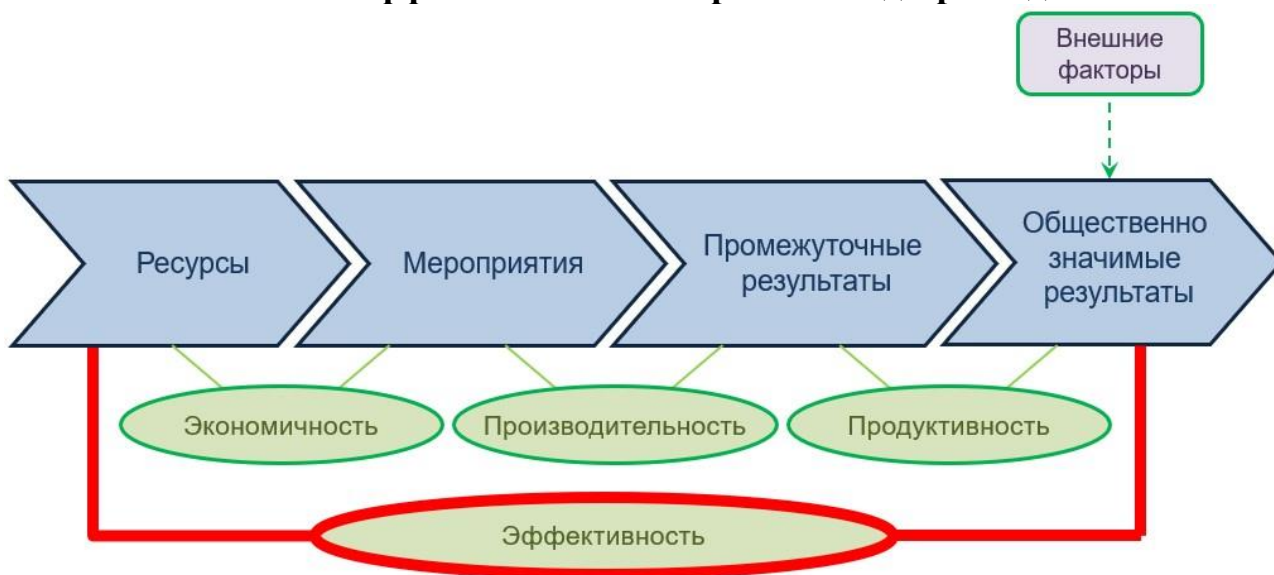 Внешние
факторы
Ресурсы
Мероприятия
Промежуточные
результаты
Общественно
значимые
результаты
Экономичность
Производительность
Продуктивность
Эффективность